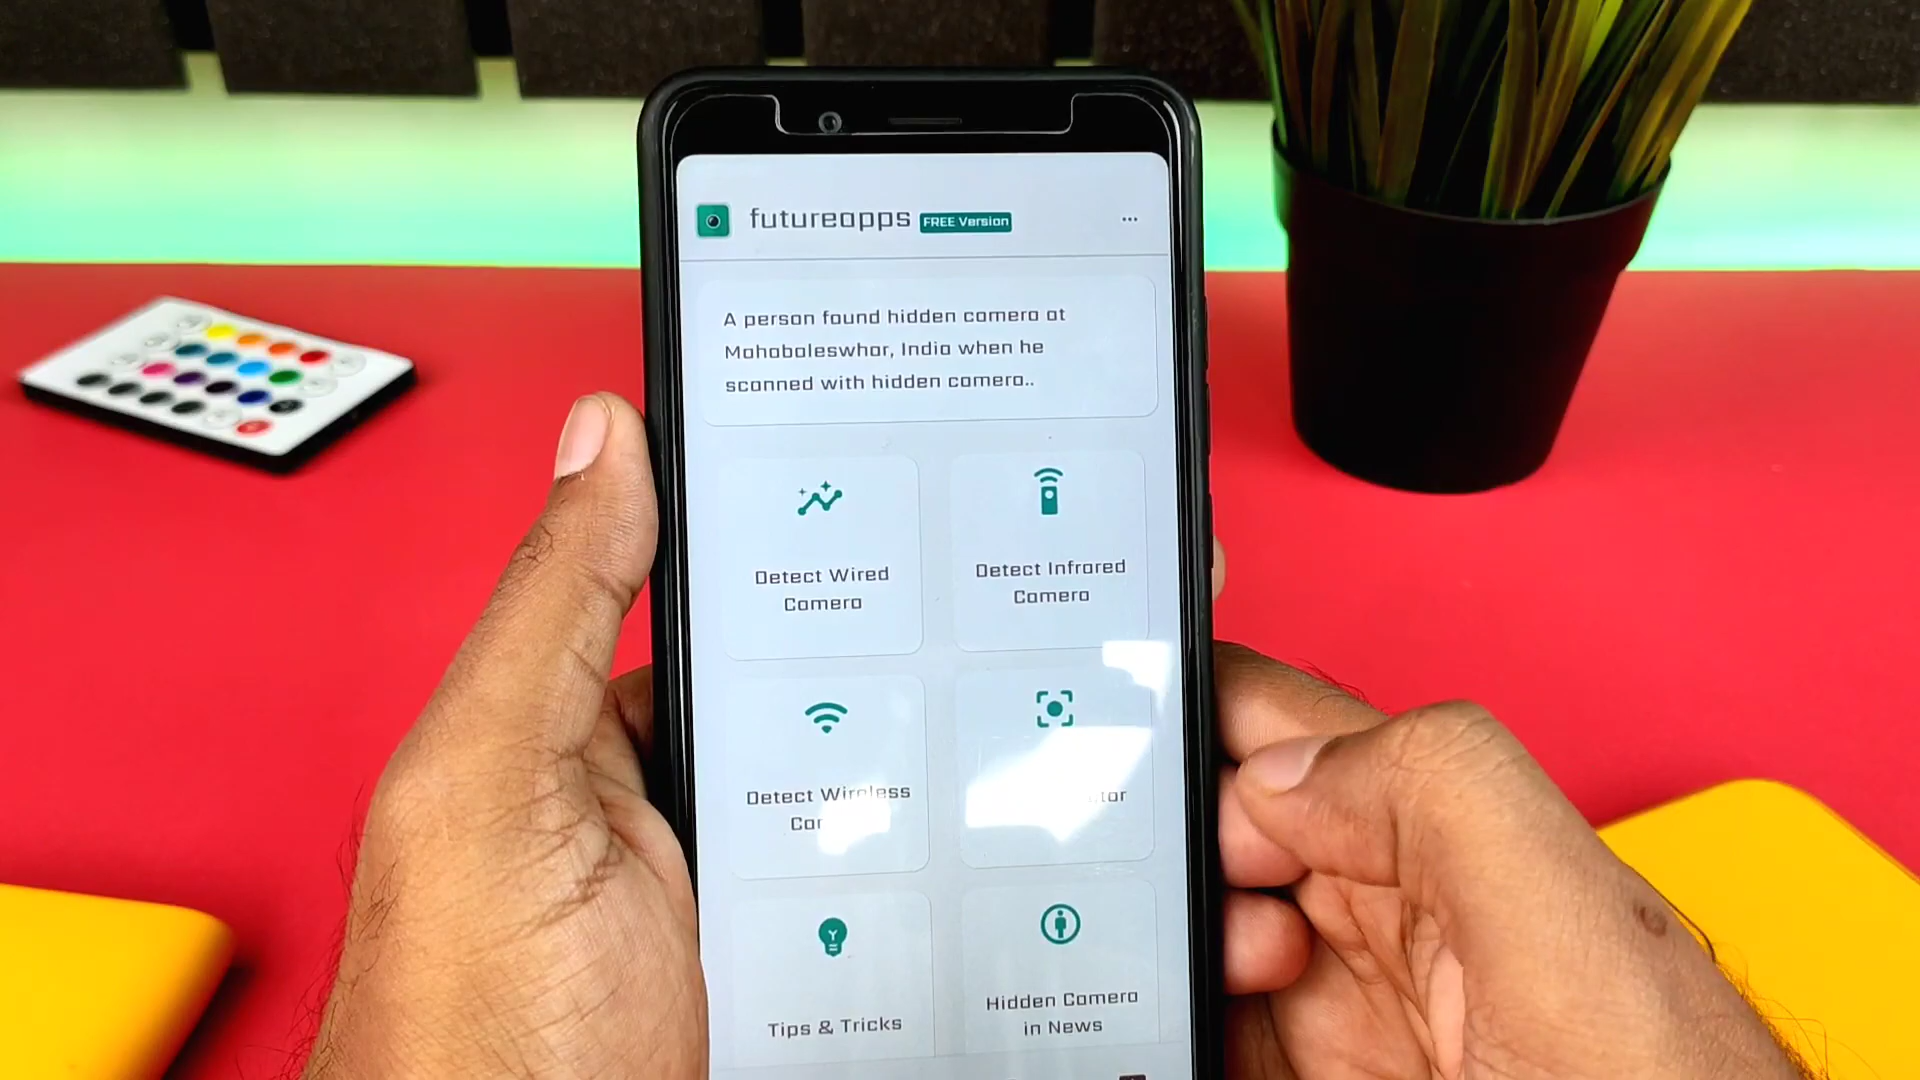 futureapps FREE Version
A person found hidden camera at
Mahabaleswhar, India when he
scanned with hidden camera..
Detect Wired
Camera
Detect Infrared
Camera
Detect Wireless
Tips & Tricks
Hidden Camera
in News